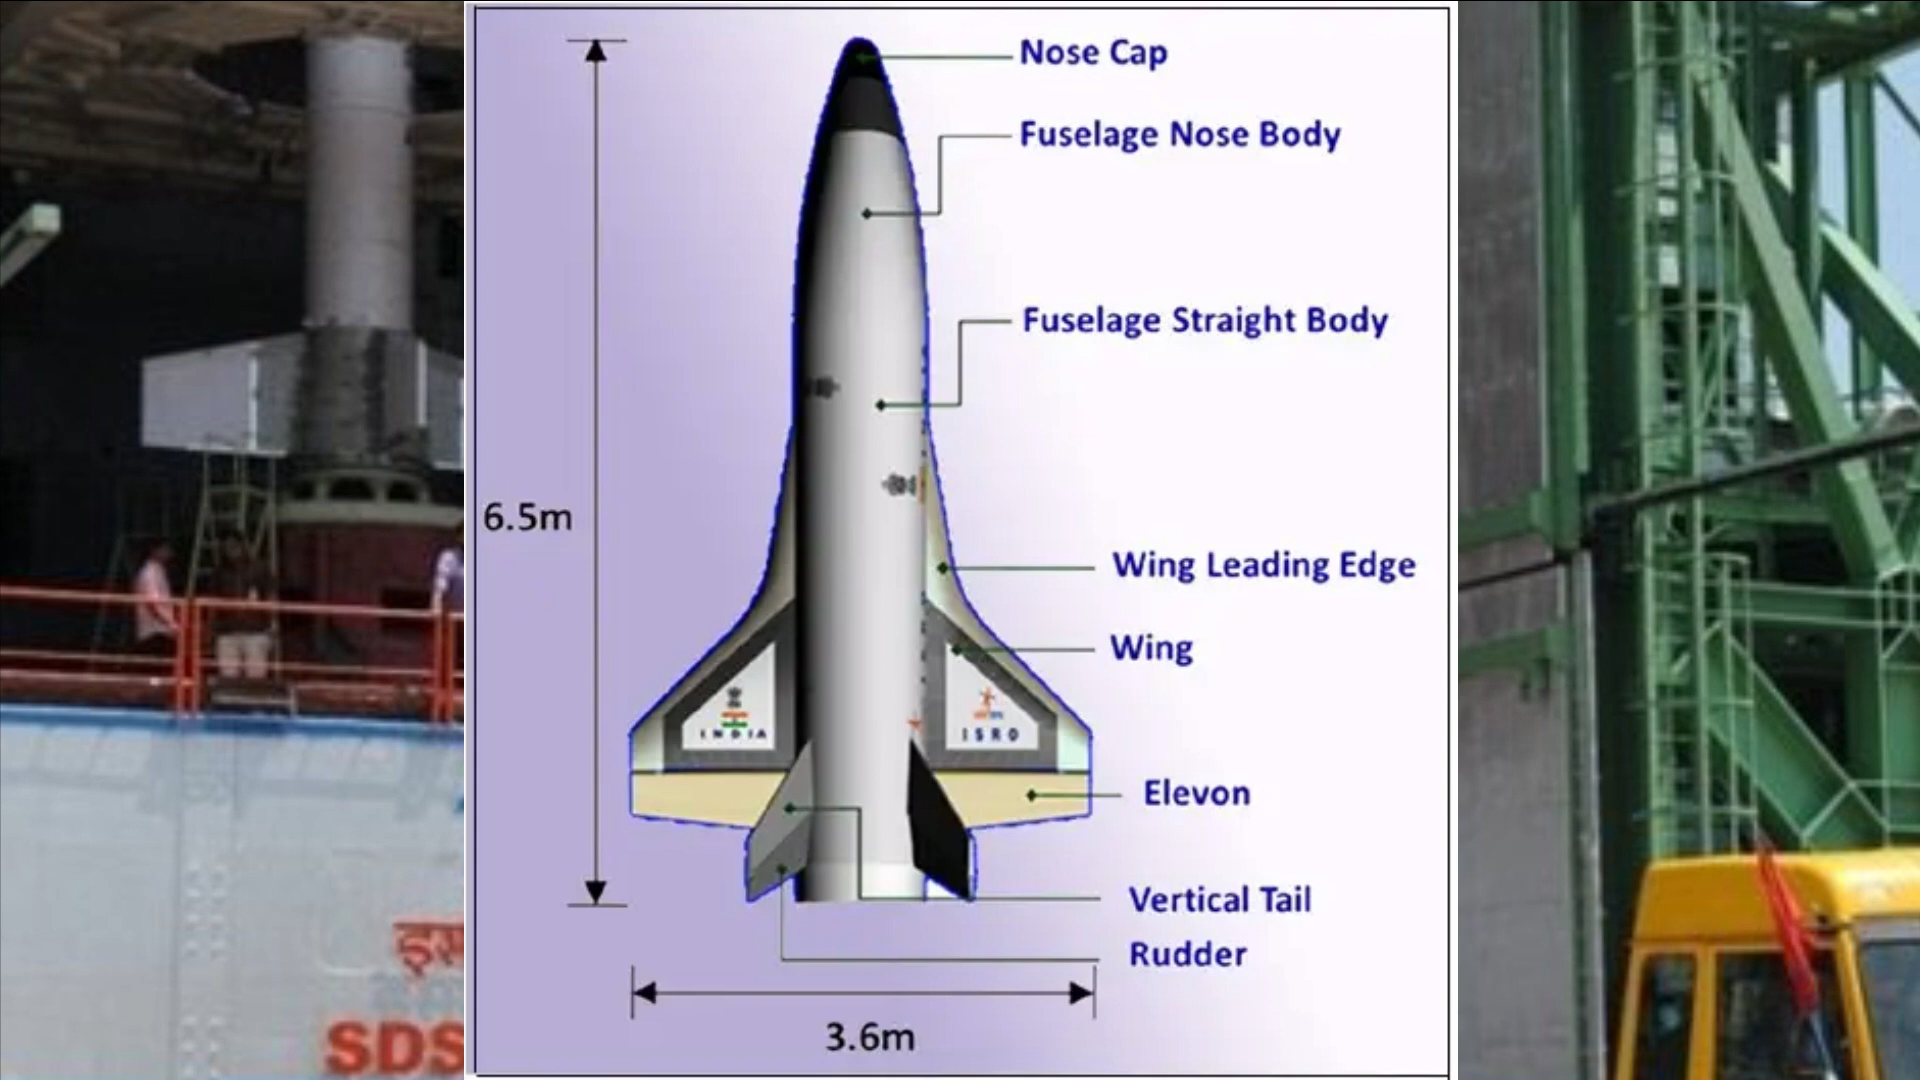 Nose Cap
Fuselage Nose Body
Fuselage Straight Body
6.5m
Wing Leading Edge
Wing
INDIA
ISRO
Elevon
Vertical Tail
Rudder
3.6m
SDS